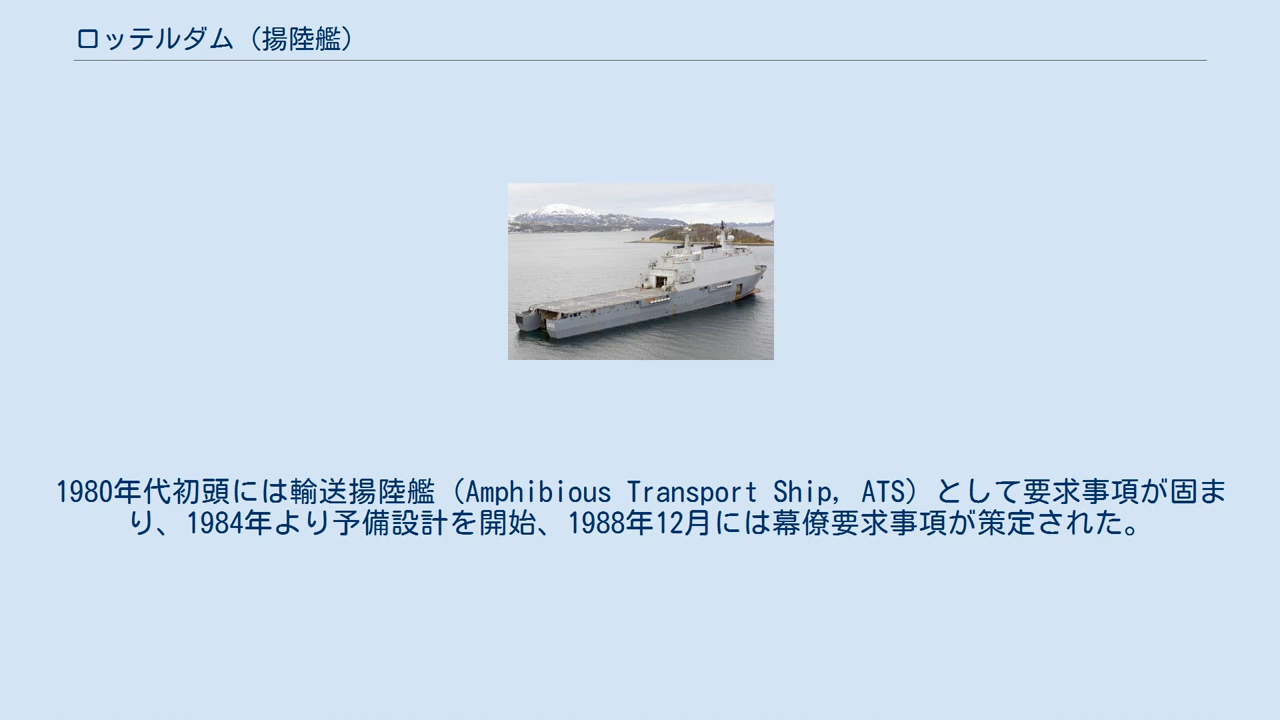 ロッテルダム（揚陸艦）
1980年代初頭には輸送揚陸艦（Amphibious Transport Ship, ATS）として要求事項が固ま
り、1984年より予備設計を開始、1988年12月には幕僚要求事項が策定された。